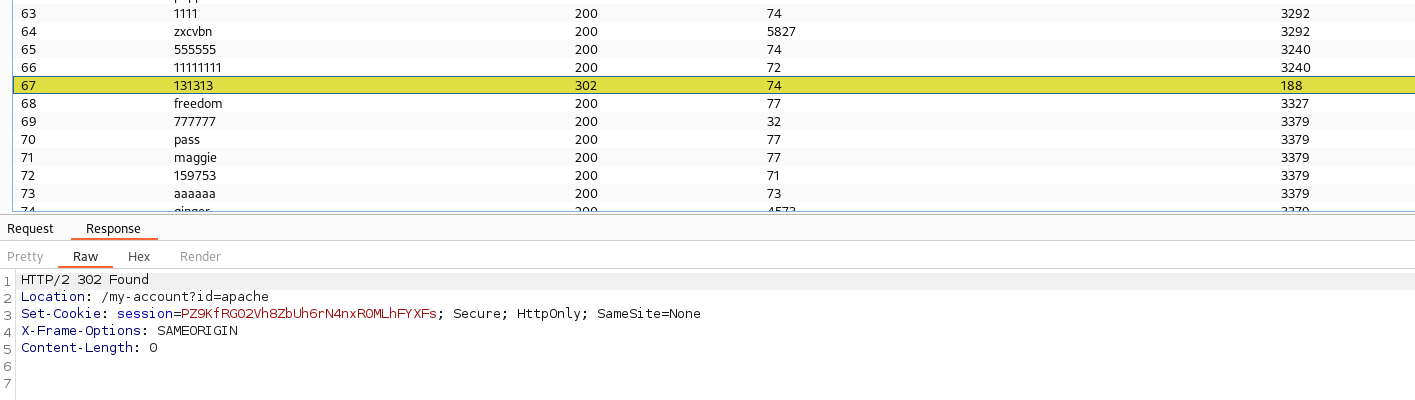 63 1111 200 74 3292
64 zxcvbn 200 5827 3292
65 555555 200 74 3240
66 11111111 200 72 3240
67 131313 302 74 188
68 freedom 200 77 3327
69 777777 200 32 3379
70 pass 200 77 3379
71 maggie 200 77 3379
72 159753 200 71 3379
73 aaaaaa 200 73 3379
74 ginger 200 4573 3379
Request Response
Pretty Raw Hex Render
1 HTTP/2 302 Found
2 Location: /my-account?id=apache
3 Set-Cookie: session=PZ9KfRG02Vh8ZbUh6rN4nxROMLhFYXFs; Secure; HttpOnly; SameSite=None
4 X-Frame-Options: SAMEORIGIN
5 Content-Length: 0
6
7